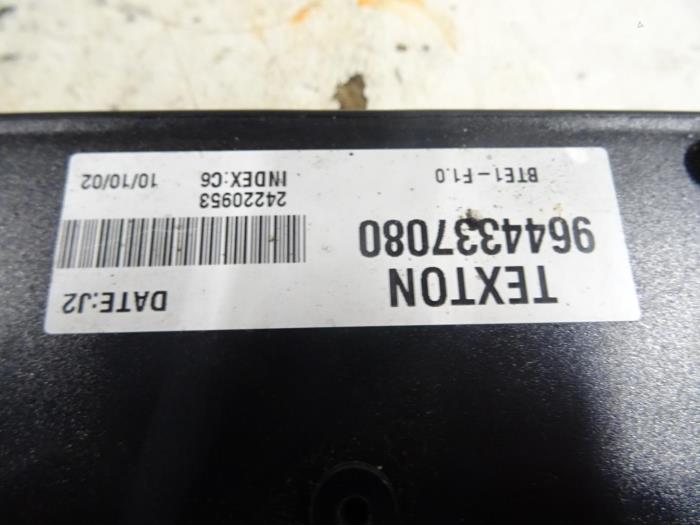 TEXTON
DATE:J2
9644337080
24220953
BTE1-F1.0
INDEX:C6
10/10/02